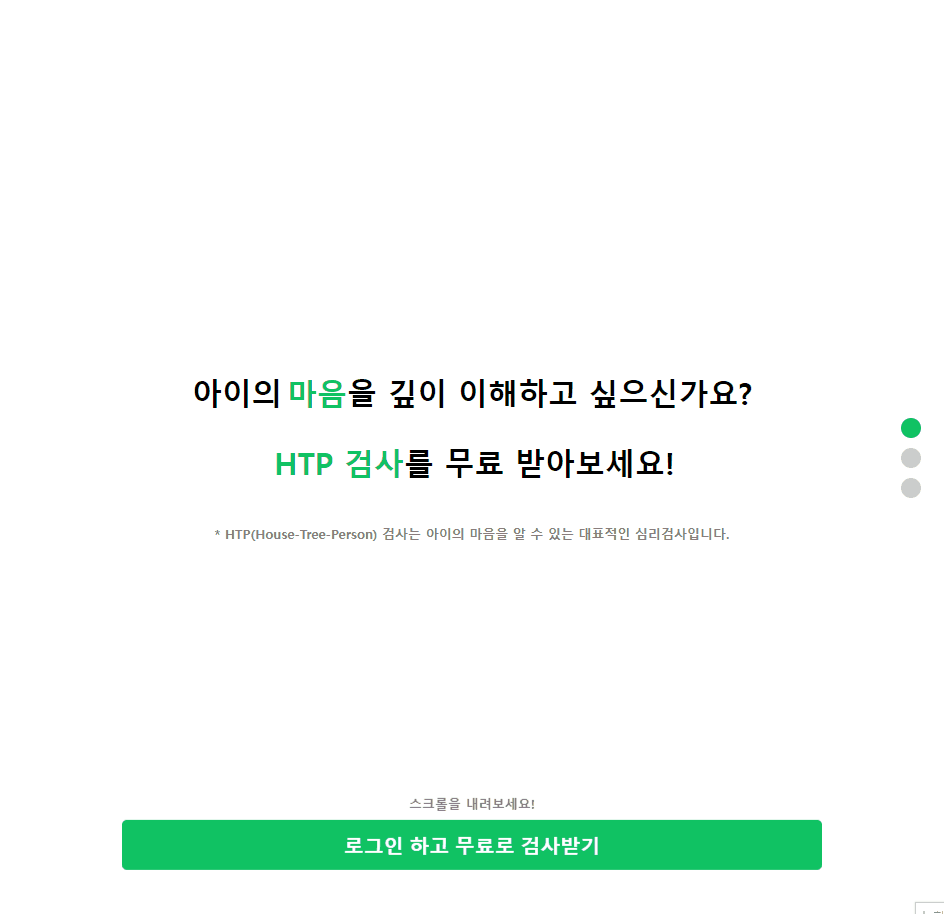 아이의 마음을 깊이 이해하고 싶으신가요?
HTP 검사를 무료 받아보세요!
* HTP(House-Tree-Person) 검사는 아이의 마음을 알 수 있는 대표적인 심리검사입니다.
스크롤을 내려보세요!
로그인 하고 무료로 검사받기